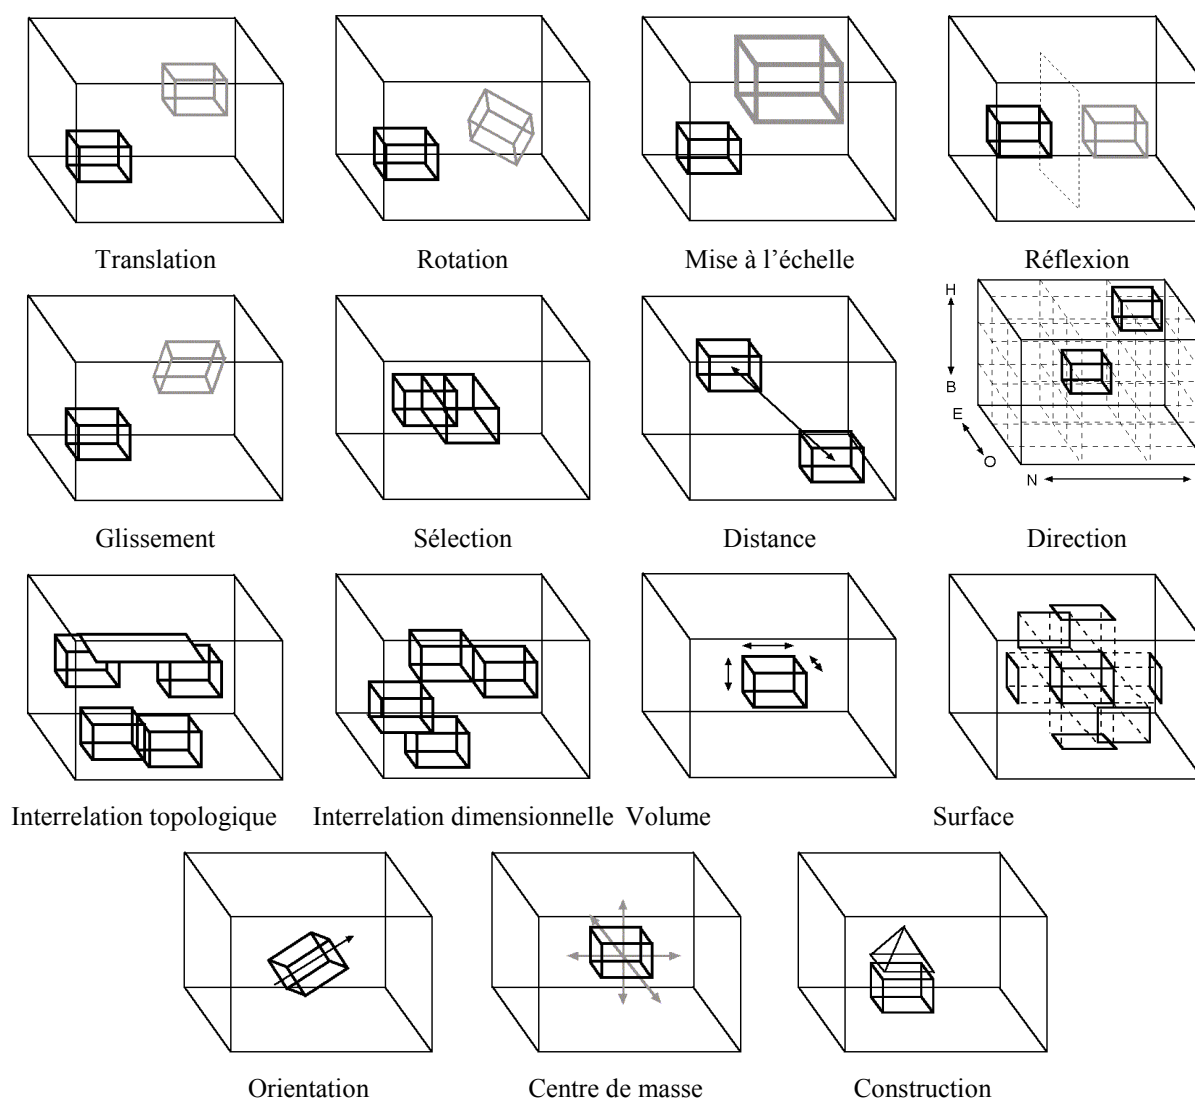 Translation
Rotation
Mise à l’échelle
Réflexion
H
B
E
O
N
Glissement
Sélection
Distance
Direction
Interrelation topologique
Interrelation dimensionnelle
Volume
Surface
Orientation
Centre de masse
Construction